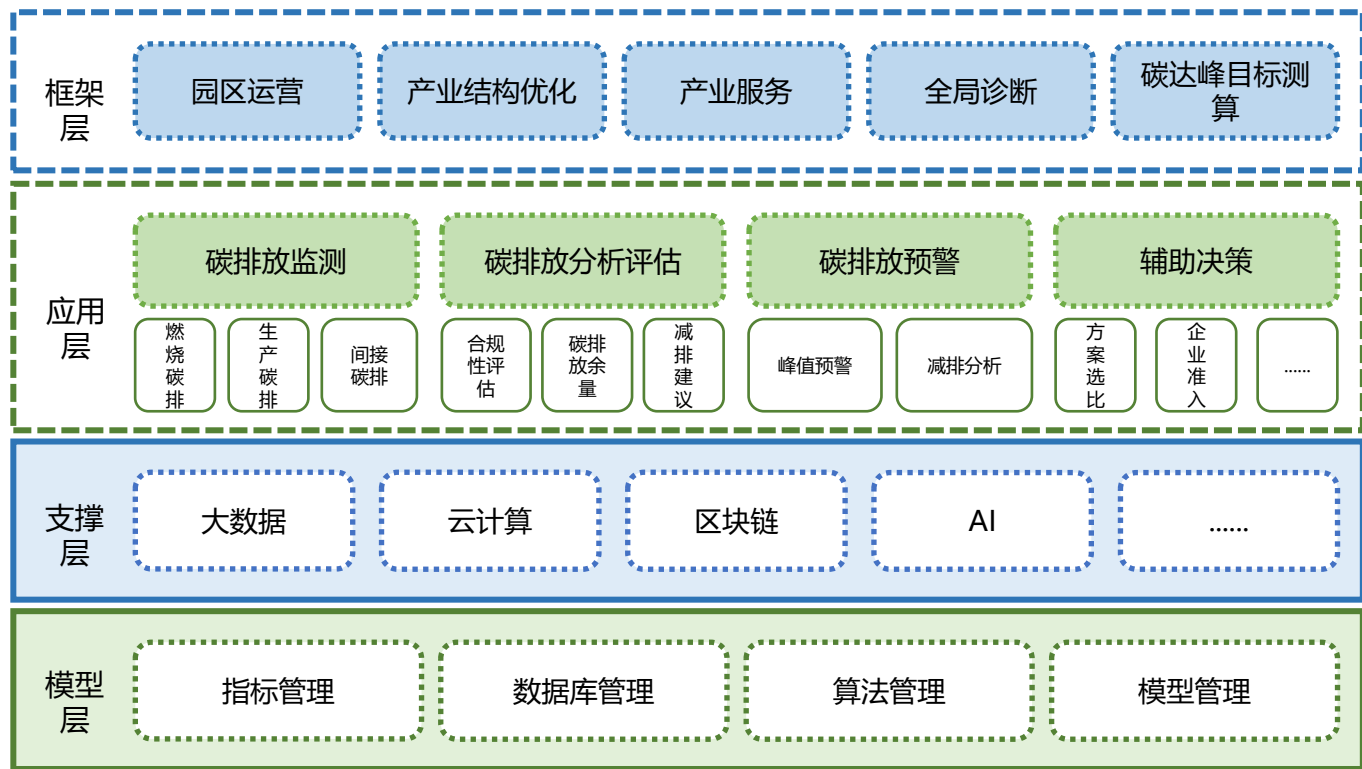 框架
层
园区运营
产业结构优化
产业服务
全局诊断
碳达峰目标测
算
应用
层
碳排放监测
碳排放分析评估
碳排放预警
辅助决策
燃
烧
碳
排
生
产
碳
排
间接
碳排
合规
性评
估
碳排
放余
量
减
排
建
议
峰值预警
减排分析
方
案
选
比
企
业
准
入
......
支撑
层
大数据
云计算
区块链
AI
......
模型
层
指标管理
数据库管理
算法管理
模型管理